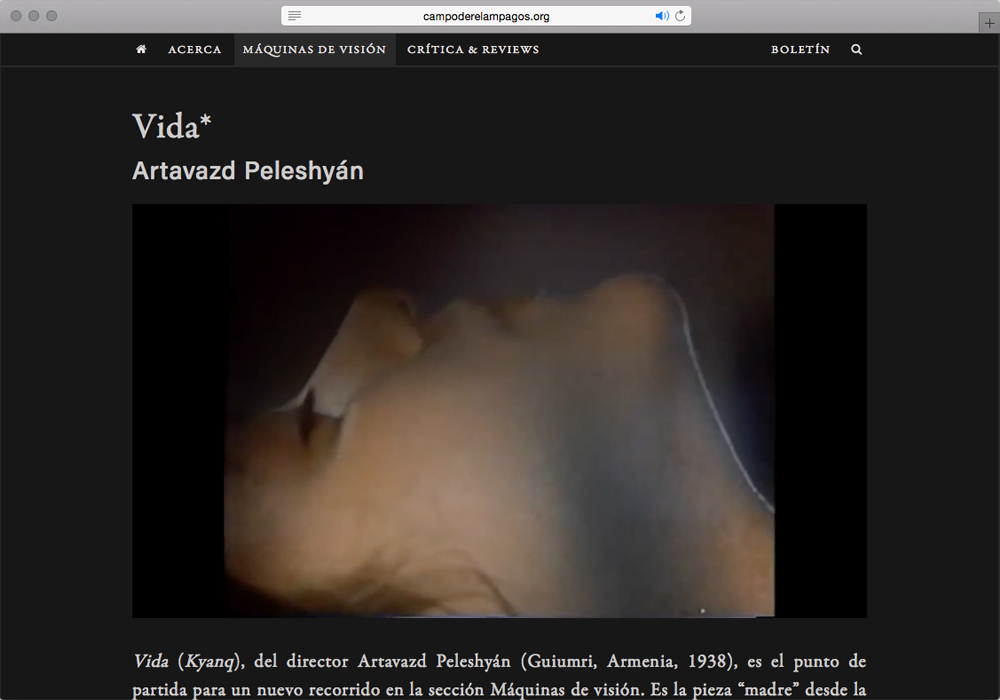 campoderelampagos.org
ACERCA MÁQUINAS DE VISIÓN CRÍTICA & REVIEWS BOLETÍN
Vida*
Artavazd Peleshyán
Vida (Kyanq), del director Artavazd Peleshyán (Guiumri, Armenia, 1938), es el punto de
partida para un nuevo recorrido en la sección Máquinas de visión. Es la pieza “madre” desde la